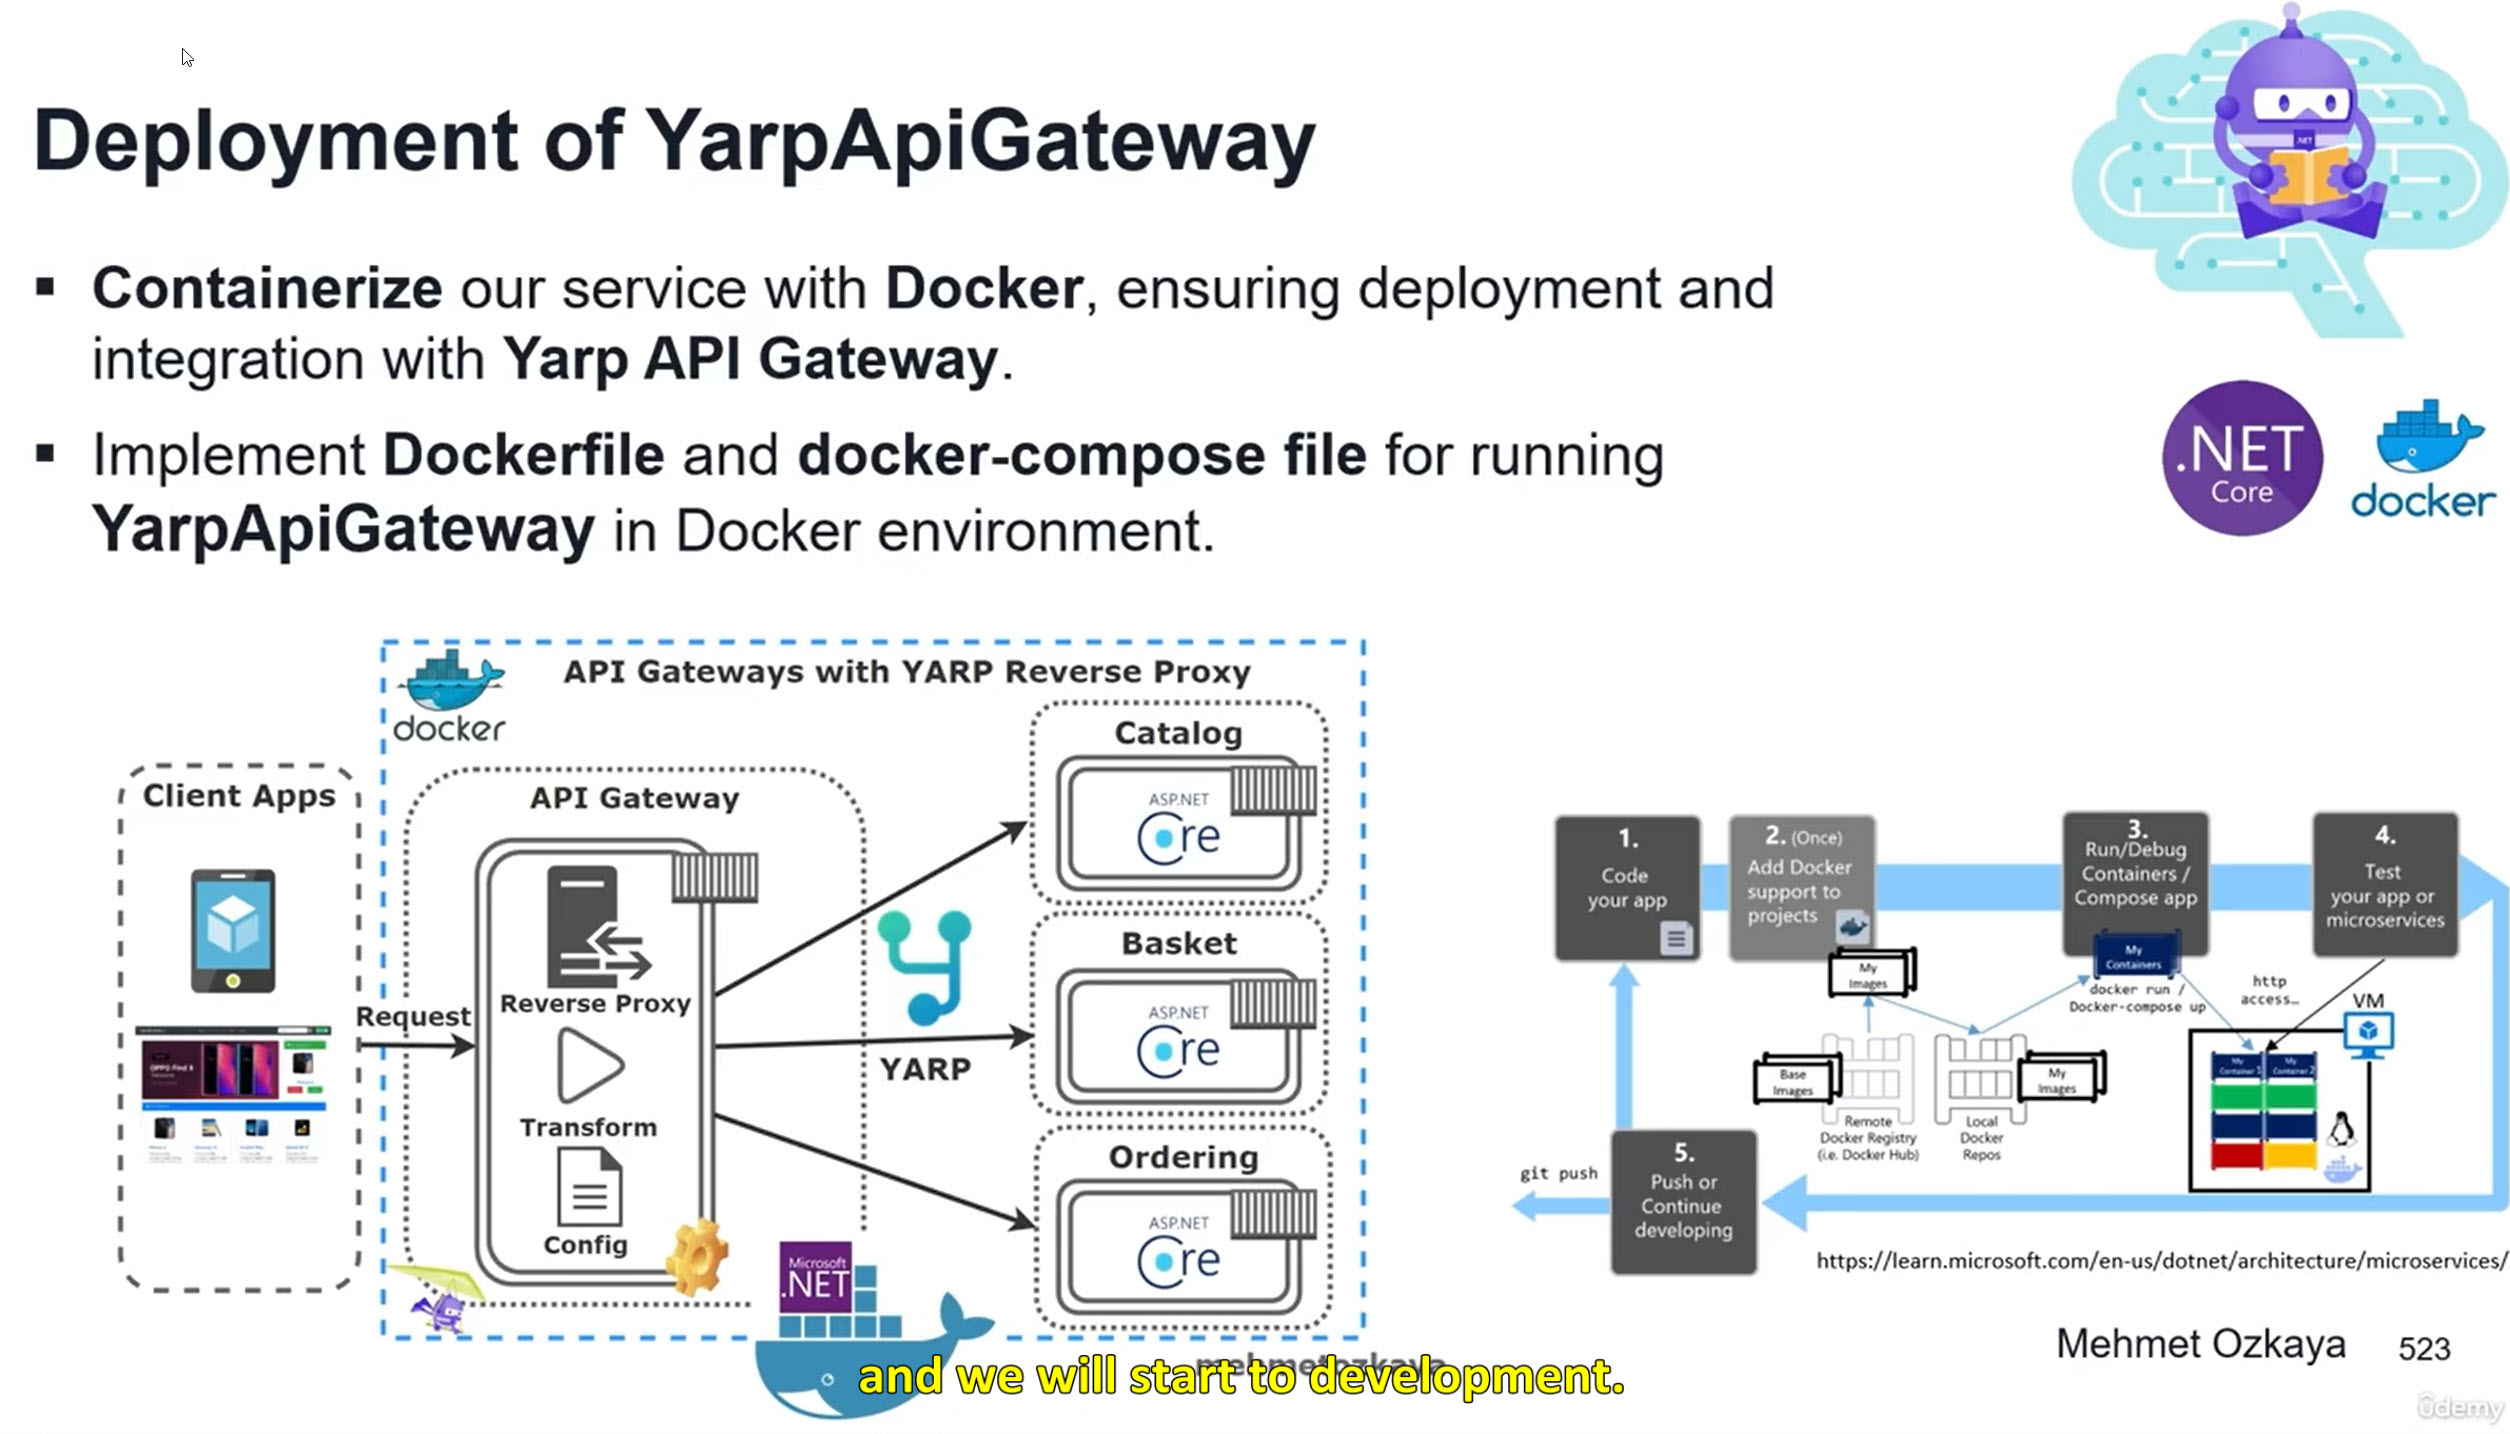 Deployment of YarpApiGateway
.NET
▪ Containerize our service with Docker, ensuring deployment and
integration with Yarp API Gateway.
▪ Implement Dockerfile and docker-compose file for running
YarpApiGateway in Docker environment.
.NET
Core
docker
docker
API Gateways with YARP Reverse Proxy
Client Apps
OPPO Find X
Request
API Gateway
Reverse Proxy
Transform
Config
YARP
Catalog
ASP.NET
Core
Basket
ASP.NET
Core
Ordering
ASP.NET
Core
Microsoft
.NET
1.
Code
your app
2. (Once)
Add Docker
support to
projects
My
Images
3.
Run/Debug
Containers /
Compose app
My
Containers
docker run /
Docker-compose up
4.
Test
your app or
microservices
http
access…
VM
My
Container 1
My
Container 2
Base
Images
Remote
Docker Registry
(i.e. Docker Hub)
Local
Docker
Repos
My
Images
5.
Push or
Continue
developing
git push
https://learn.microsoft.com/en-us/dotnet/architecture/microservices/
Mehmet Ozkaya 523
mehmetozkaya
and we will start to development.
ûdemy